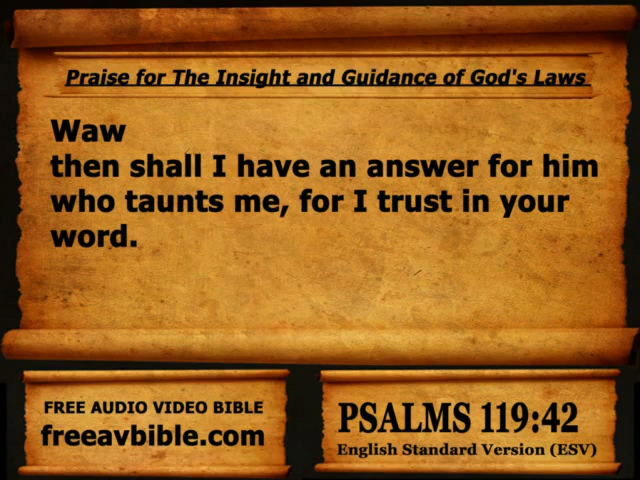 Praise for The Insight and Guidance of God's Laws
Waw
then shall I have an answer for him
who taunts me, for I trust in your
word.
FREE AUDIO VIDEO BIBLE
freeavbible.com
PSALMS 119:42
English Standard Version (ESV)